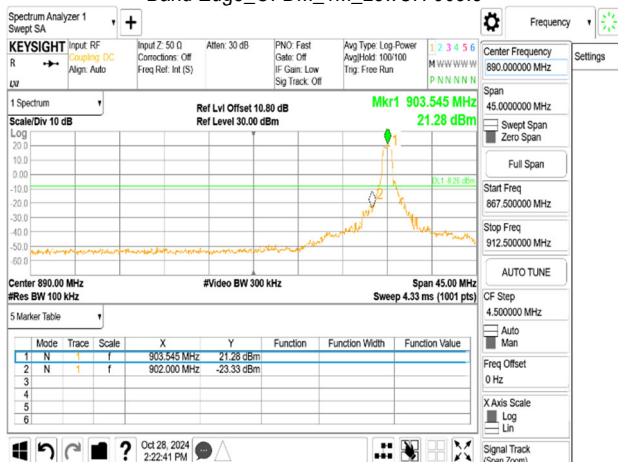 Spectrum Analyzer 1
Swept SA
+
Frequency
KEYSIGHT
R
LXI
Input: RF
Coupling: DC
Align: Auto
Input Z: 50 Ω
Corrections: Off
Freq Ref: Int (S)
Atten: 30 dB
PNO: Fast
Gate: Off
IF Gain: Low
Sig Track: Off
Avg Type: Log-Power
Avg|Hold: 100/100
Trig: Free Run
1 2 3 4 5 6
M W W W W W
P N N N N N
1 Spectrum
Scale/Div 10 dB
Ref Lvl Offset 10.80 dB
Ref Level 30.00 dBm
Mkr1 903.545 MHz
21.28 dBm
Log
20.0
10.0
0.00
-10.0
-20.0
-30.0
-40.0
-50.0
-60.0
1
2
DL1 -8.26 dBm
Center 890.00 MHz
#Res BW 100 kHz
#Video BW 300 kHz
Span 45.00 MHz
Sweep 4.33 ms (1001 pts)
5 Marker Table
Mode Trace Scale X Y Function Function Width Function Value
1 N 1 f 903.545 MHz 21.28 dBm
2 N 1 f 902.000 MHz -23.33 dBm
3
4
5
6
?
Oct 28, 2024
2:22:41 PM
Center Frequency
890.000000 MHz
Settings
Span
45.0000000 MHz
Swept Span
Zero Span
Full Span
Start Freq
867.500000 MHz
Stop Freq
912.500000 MHz
AUTO TUNE
CF Step
4.500000 MHz
Auto
Man
Freq Offset
0 Hz
X Axis Scale
Log
Lin
Signal Track
(Span Zoom)